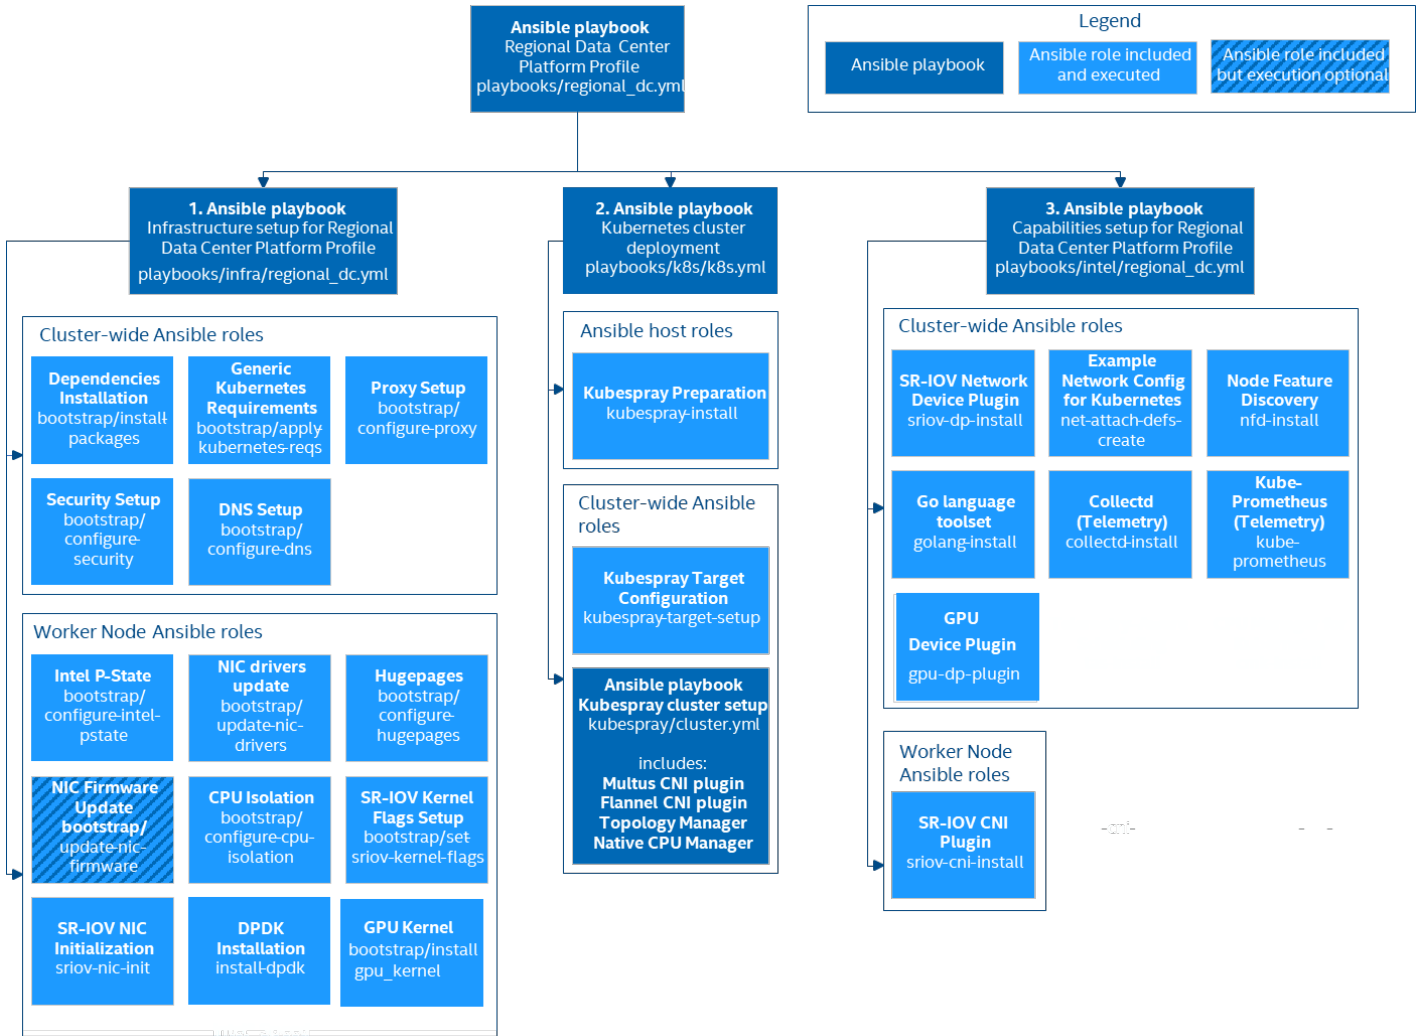 Ansible playbook
Regional Data Center
Platform Profile
playbooks/regional_dc.yml
Legend
Ansible playbook
Ansible role included
and executed
Ansible role included
but execution optional
1. Ansible playbook
Infrastructure setup for Regional
Data Center Platform Profile
playbooks/infra/regional_dc.yml
2. Ansible playbook
Kubernetes cluster
deployment
playbooks/k8s/k8s.yml
3. Ansible playbook
Capabilities setup for Regional
Data Center Platform Profile
playbooks/intel/regional_dc.yml
Cluster-wide Ansible roles
Dependencies
Installation
bootstrap/install-
packages
Generic
Kubernetes
Requirements
bootstrap/apply-
kubernetes-reqs
Proxy Setup
bootstrap/
configure-proxy
Security Setup
bootstrap/
configure-
security
DNS Setup
bootstrap/
configure-dns
Worker Node Ansible roles
Intel P-State
bootstrap/
configure-intel-
pstate
NIC drivers
update
bootstrap/
update-nic-
drivers
Hugepages
bootstrap/
configure-
hugepages
NIC Firmware
Update
bootstrap/
update-nic-
firmware
CPU Isolation
bootstrap/
configure-cpu-
isolation
SR-IOV Kernel
Flags Setup
bootstrap/set-
sriov-kernel-flags
SR-IOV NIC
Initialization
sriov-nic-init
DPDK
Installation
install-dpdk
GPU Kernel
bootstrap/install
gpu_kernel
Ansible host roles
Kubespray Preparation
kubespray-install
Cluster-wide Ansible
roles
Kubespray Target
Configuration
kubespray-target-setup
Ansible playbook
Kubespray cluster setup
kubespray/cluster.yml
includes:
Multus CNI plugin
Flannel CNI plugin
Topology Manager
Native CPU Manager
Cluster-wide Ansible roles
SR-IOV Network
Device Plugin
sriov-dp-install
Example
Network Config
for Kubernetes
net-attach-defs-
create
Node Feature
Discovery
nfd-install
Go language
toolset
golang-install
Collectd
(Telemetry)
collectd-install
Kube-
Prometheus
(Telemetry)
kube-
prometheus
GPU
Device Plugin
gpu-dp-plugin
Worker Node
Ansible roles
SR-IOV CNI
Plugin
sriov-cni-install